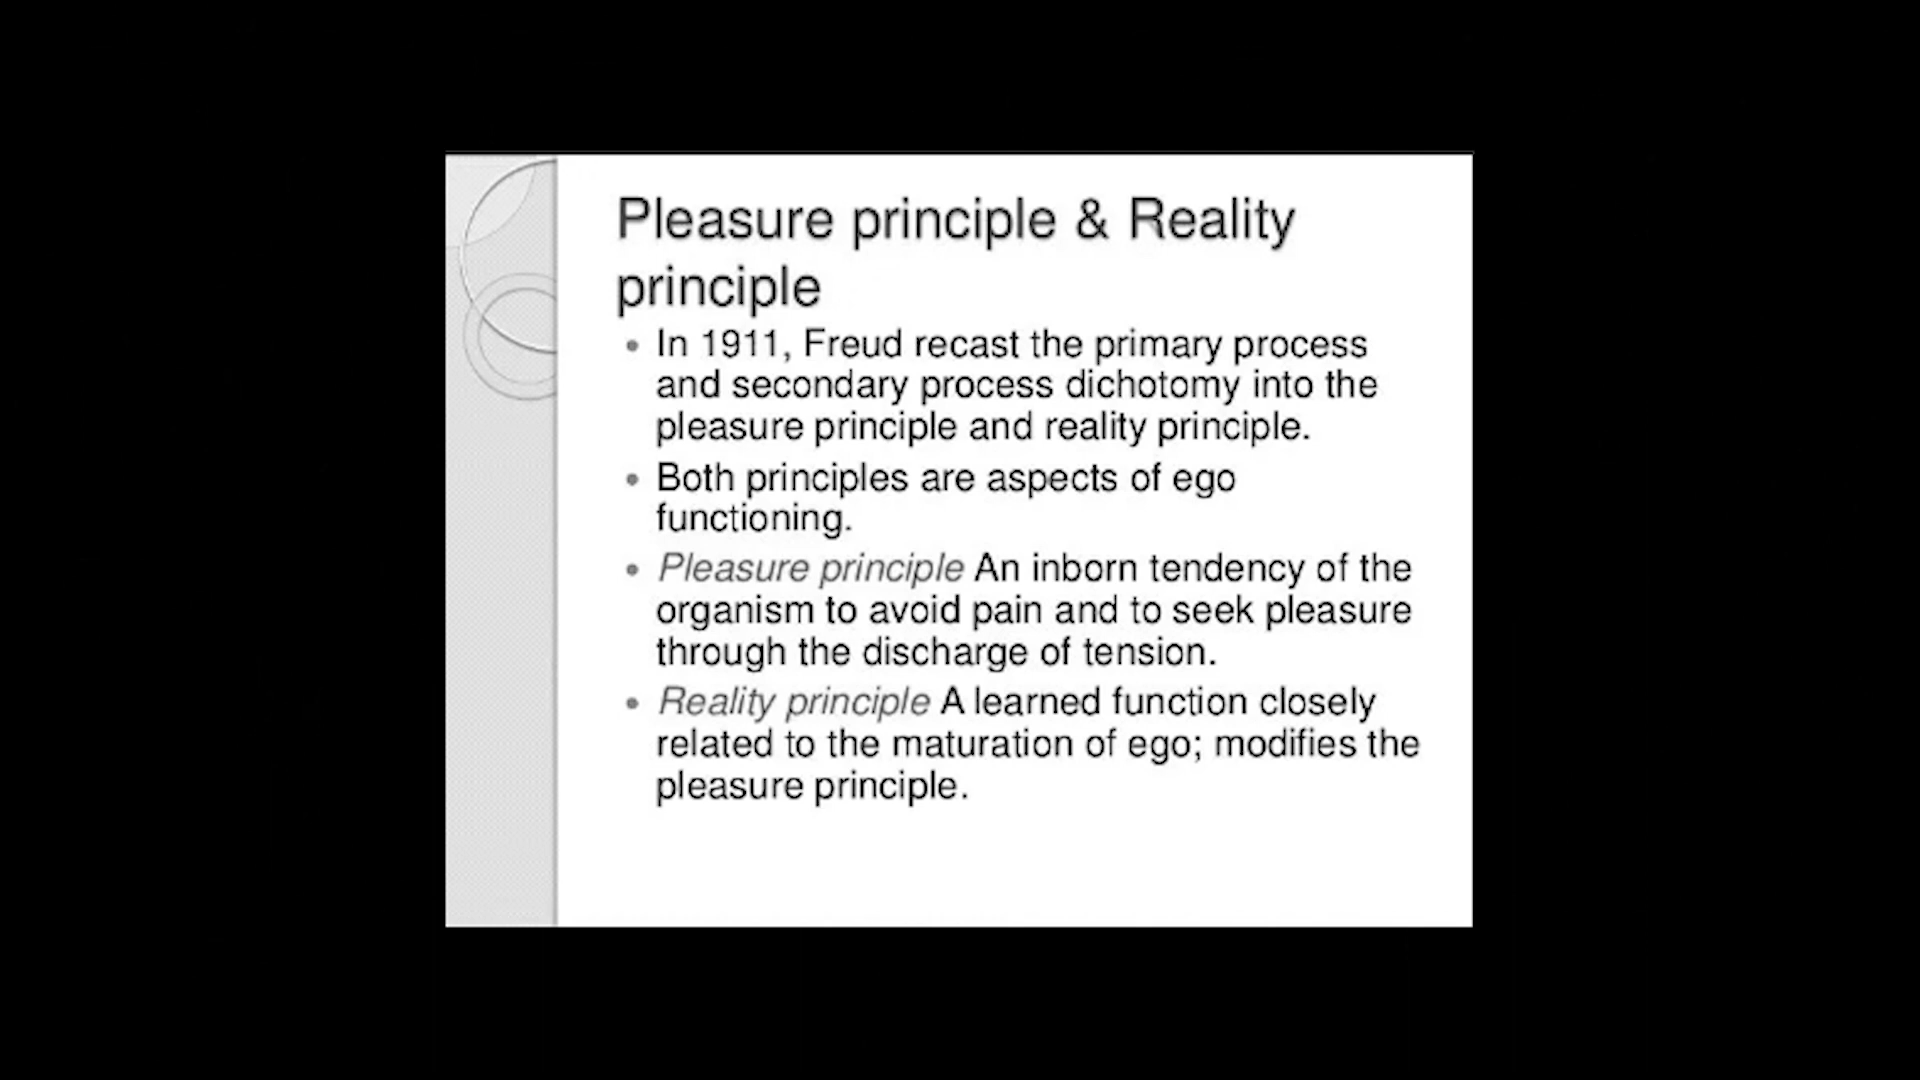 Pleasure principle & Reality
principle
• In 1911, Freud recast the primary process
and secondary process dichotomy into the
pleasure principle and reality principle.
• Both principles are aspects of ego
functioning.
• Pleasure principle An inborn tendency of the
organism to avoid pain and to seek pleasure
through the discharge of tension.
• Reality principle A learned function closely
related to the maturation of ego; modifies the
pleasure principle.